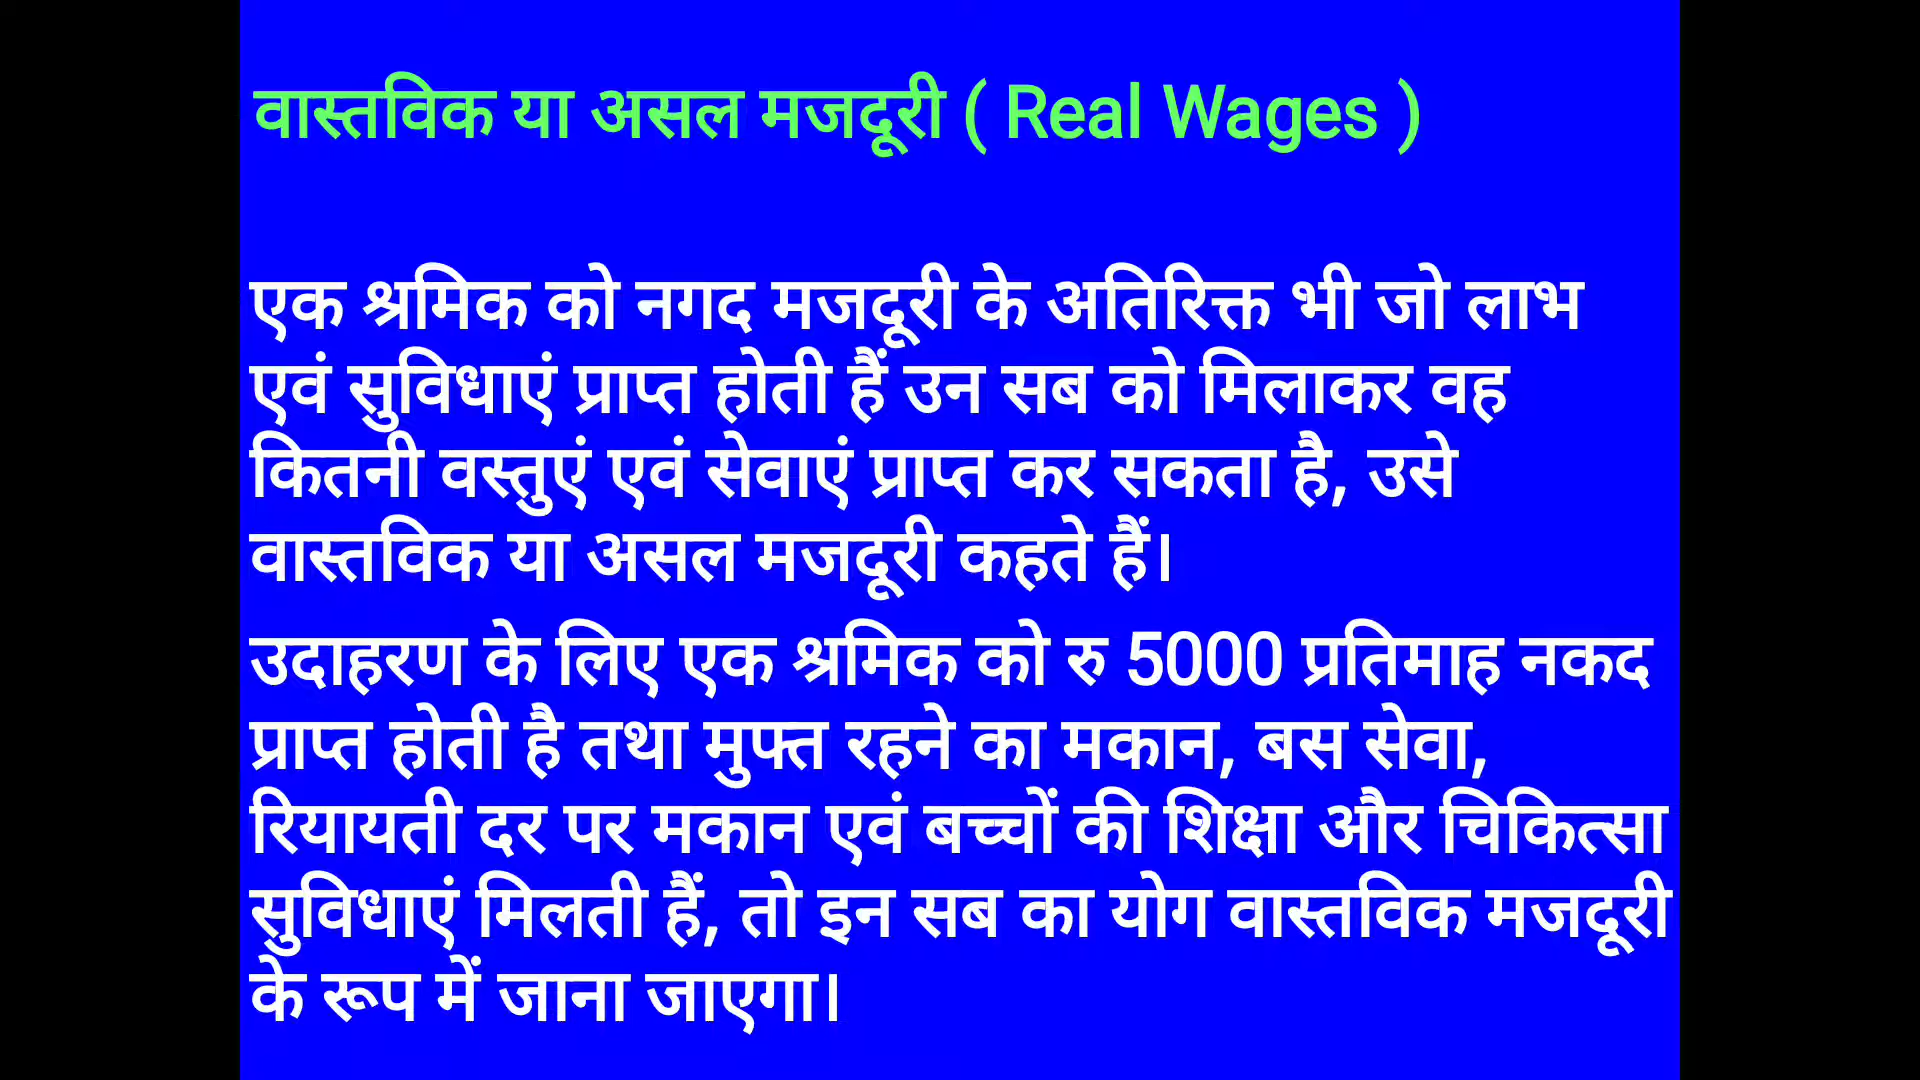 वास्तविक या असल मजदूरी ( Real Wages )
एक श्रमिक को नगद मजदूरी के अतिरिक्त भी जो लाभ
एवं सुविधाएं प्राप्त होती हैं उन सब को मिलाकर वह
कितनी वस्तुएं एवं सेवाएं प्राप्त कर सकता है, उसे
वास्तविक या असल मजदूरी कहते हैं।
उदाहरण के लिए एक श्रमिक को रु 5000 प्रतिमाह नकद
प्राप्त होती है तथा मुफ्त रहने का मकान, बस सेवा,
रियायती दर पर मकान एवं बच्चों की शिक्षा और चिकित्सा
सुविधाएं मिलती हैं, तो इन सब का योग वास्तविक मजदूरी
के रूप में जाना जाएगा।